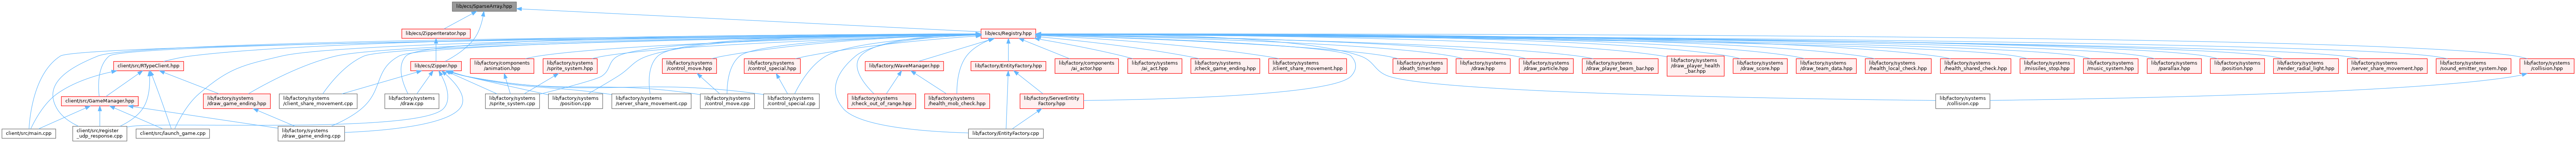 lib/ecs/SparseArray.hpp
lib/ecs/ZipperIterator.hpp
lib/ecs/Registry.hpp
client/src/RTypeClient.hpp
lib/ecs/Zipper.hpp
lib/factory/components
/animation.hpp
lib/factory/systems
/sprite_system.hpp
lib/factory/systems
/control_move.hpp
lib/factory/systems
/control_special.hpp
lib/factory/WaveManager.hpp
lib/factory/EntityFactory.hpp
lib/factory/components
/ai_actor.hpp
lib/factory/systems
/ai_act.hpp
lib/factory/systems
/check_game_ending.hpp
lib/factory/systems
/client_share_movement.hpp
lib/factory/systems
/death_timer.hpp
lib/factory/systems
/draw.hpp
lib/factory/systems
/draw_particle.hpp
lib/factory/systems
/draw_player_beam_bar.hpp
lib/factory/systems
/draw_player_health
_bar.hpp
lib/factory/systems
/draw_score.hpp
lib/factory/systems
/draw_team_data.hpp
lib/factory/systems
/health_local_check.hpp
lib/factory/systems
/health_shared_check.hpp
lib/factory/systems
/missiles_stop.hpp
lib/factory/systems
/music_system.hpp
lib/factory/systems
/parallax.hpp
lib/factory/systems
/position.hpp
lib/factory/systems
/render_radial_light.hpp
lib/factory/systems
/server_share_movement.hpp
lib/factory/systems
/sound_emitter_system.hpp
lib/factory/systems
/collision.hpp
client/src/GameManager.hpp
lib/factory/systems
/draw_game_ending.hpp
lib/factory/systems
/client_share_movement.cpp
lib/factory/systems
/draw.cpp
lib/factory/systems
/sprite_system.cpp
lib/factory/systems
/position.cpp
lib/factory/systems
/server_share_movement.cpp
lib/factory/systems
/control_move.cpp
lib/factory/systems
/control_special.cpp
lib/factory/systems
/check_out_of_range.hpp
lib/factory/systems
/health_mob_check.hpp
lib/factory/ServerEntity
Factory.hpp
lib/factory/systems
/collision.cpp
client/src/main.cpp
client/src/register
_udp_response.cpp
client/src/launch_game.cpp
lib/factory/systems
/draw_game_ending.cpp
lib/factory/EntityFactory.cpp